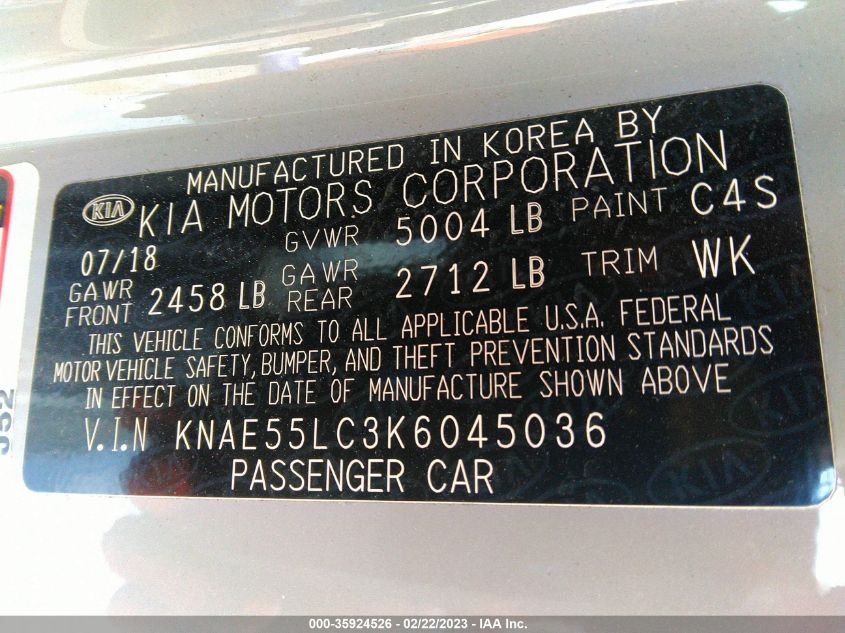 MANUFACTURED IN KOREA BY
KIA KIA MOTORS CORPORATION
07/18 GVWR 5004 LB PAINT C4S
GAWR FRONT 2458 LB GAWR REAR 2712 LB TRIM WK
THIS VEHICLE CONFORMS TO ALL APPLICABLE U.S.A. FEDERAL
MOTOR VEHICLE SAFETY, BUMPER, AND THEFT PREVENTION STANDARDS
IN EFFECT ON THE DATE OF MANUFACTURE SHOWN ABOVE
V.I.N KNAE55LC3K6045036
PASSENGER CAR
000-35924526 - 02/22/2023 - IAA Inc.